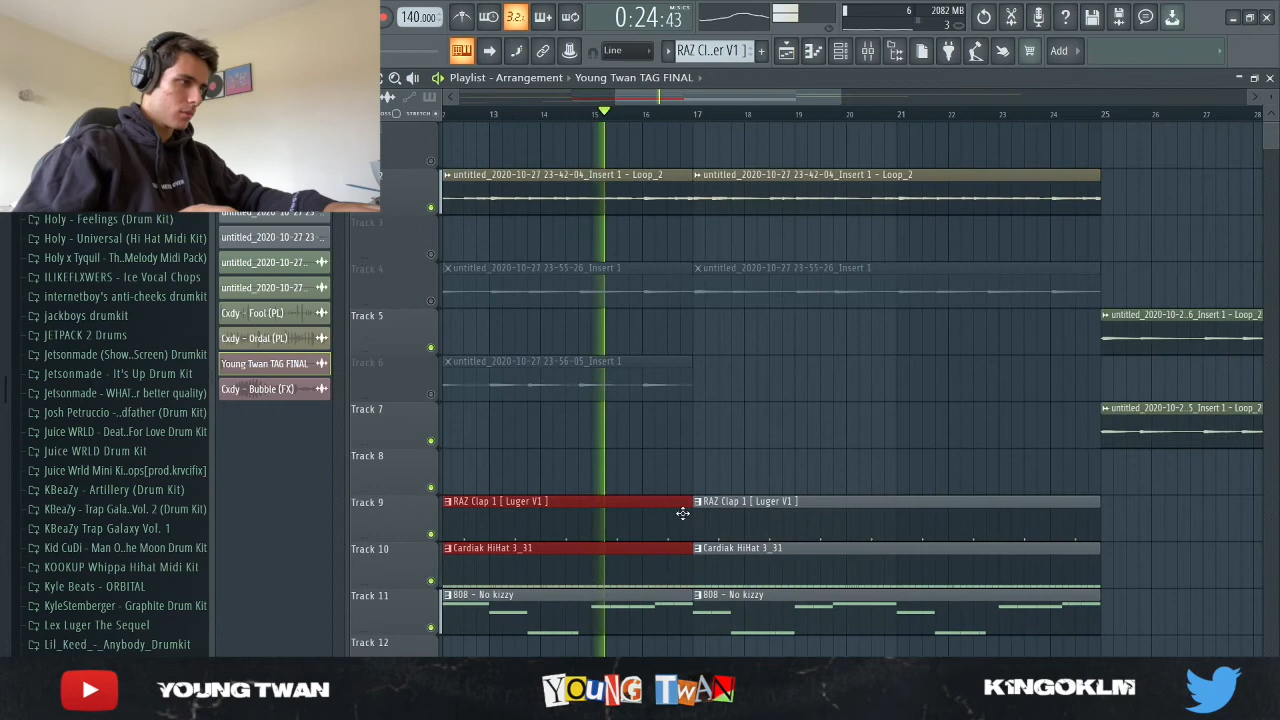 140.000
3.2.
0:24:43
6
2082 MB
3
Line
RAZ Cl...er V1 ]
Add
Playlist - Arrangement
Young Twan TAG FINAL
STRETCH
13 14 15 16 17 18 19 20 21 22 23 24 25 26 27 28
untitled_2020-10-27 23-42-04_Insert 1 - Loop_2
untitled_2020-10-27 23-42-04_Insert 1 - Loop_2
Track 3
Track 4
untitled_2020-10-27 23-55-26_Insert 1
untitled_2020-10-27 23-55-26_Insert 1
Track 5
untitled_2020-10-2..6_Insert 1 - Loop_2
Track 6
untitled_2020-10-27 23-56-05_Insert 1
Track 7
untitled_2020-10-2..5_Insert 1 - Loop_2
Track 8
Track 9
RAZ Clap 1 [ Luger V1 ]
RAZ Clap 1 [ Luger V1 ]
Track 10
Cardiak HiHat 3_31
Cardiak HiHat 3_31
Track 11
808 - No kizzy
808 - No kizzy
Track 12
Holy - Feelings (Drum Kit)
Holy - Universal (Hi Hat Midi Kit)
Holy x Tyquil - Th..Melody Midi Pack)
ILIKEFLXWERS - Ice Vocal Chops
internetboy's anti-cheeks drumkit
jackboys drumkit
JETPACK 2 Drums
Jetsonmade (Show..Screen) Drumkit
Jetsonmade - It's Up Drum Kit
Jetsonmade - WHAT..r better quality)
Josh Petruccio -..dfather (Drum Kit)
Juice WRLD - Deat..For Love Drum Kit
Juice WRLD Drum Kit
Juice Wrld Mini Ki..ops[prod.krvcifix]
KBeaZy - Artillery (Drum Kit)
KBeaZy - Trap Gala..Vol. 2 (Drum Kit)
KBeaZy Trap Galaxy Vol. 1
Kid CuDi - Man O..he Moon Drum Kit
KOOKUP Whippa Hihat Midi Kit
Kyle Beats - ORBITAL
KyleStemberger - Graphite Drum Kit
Lex Luger The Sequel
Lil_Keed_-_Anybody_Drumkit
untitled_2020-10-27 23-..
untitled_2020-10-27..
untitled_2020-10-27..
Cxdy - Fool (PL)
Cxdy - Ordal (PL)
Young Twan TAG FINAL
Cxdy - Bubble (FX)
YOUNG TWAN
YOUNG TWAN
K1NGOKLM